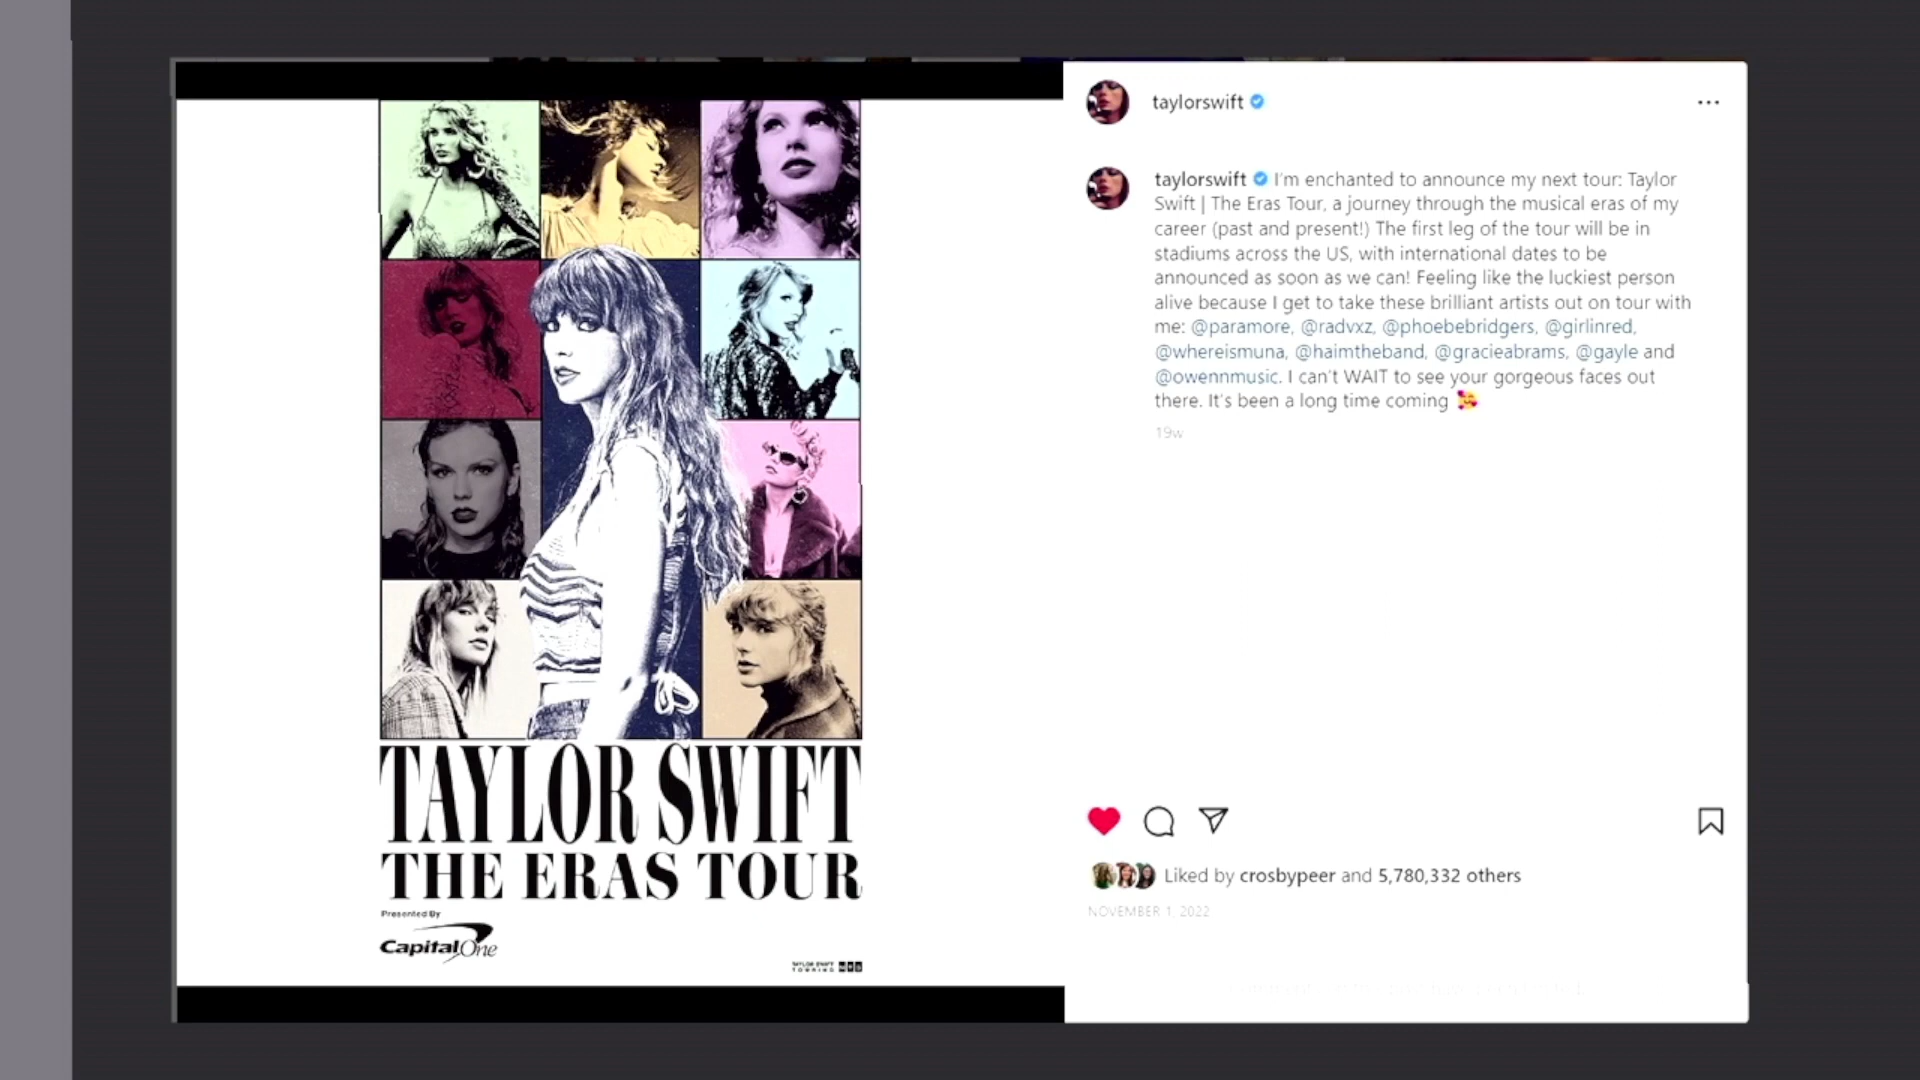 TAYLOR SWIFT
THE ERAS TOUR
Presented By
Capital One
TAYLOR SWIFT
TOURING
taylorswift
taylorswift I'm enchanted to announce my next tour: Taylor
Swift | The Eras Tour, a journey through the musical eras of my
career (past and present!) The first leg of the tour will be in
stadiums across the US, with international dates to be
announced as soon as we can! Feeling like the luckiest person
alive because I get to take these brilliant artists out on tour with
me: @paramore, @radvxz, @phoebebridgers, @girlinred,
@whereismuna, @haimtheband, @gracieabrams, @gayle and
@owennmusic. I can't WAIT to see your gorgeous faces out
there. It's been a long time coming 🥰
19w
Liked by crosbypeer and 5,780,332 others
NOVEMBER 1, 2022